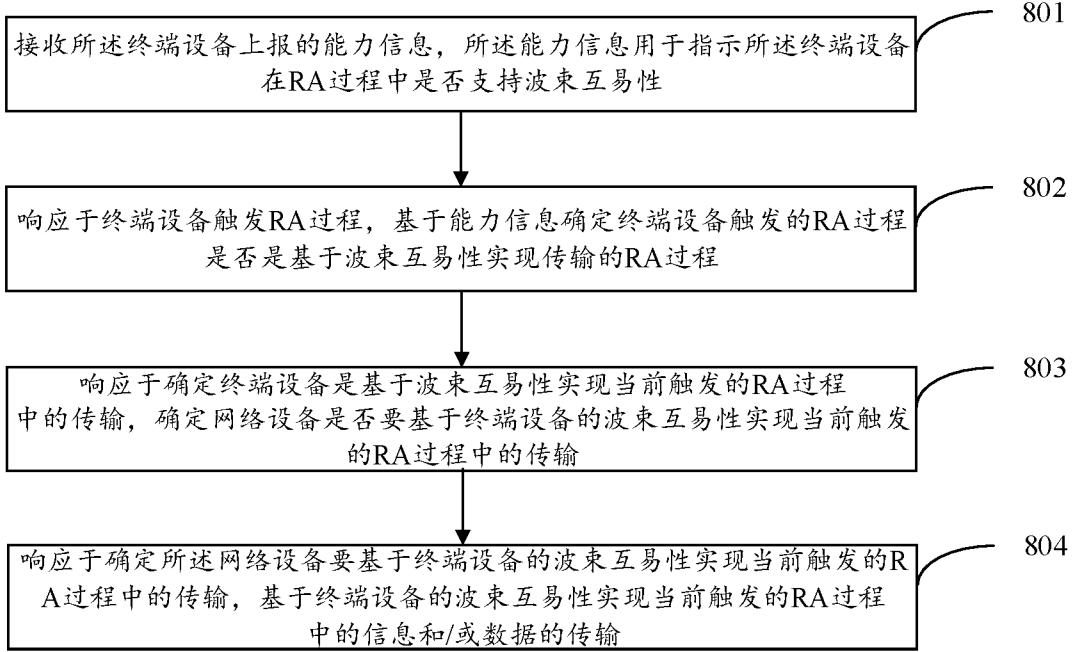 801
接收所述终端设备上报的能力信息，所述能力信息用于指示所述终端设备
在RA过程中是否支持波束互易性
802
响应于终端设备触发RA过程，基于能力信息确定终端设备触发的RA过程
是否是基于波束互易性实现传输的RA过程
803
响应于确定终端设备是基于波束互易性实现当前触发的RA过程
中的传输，确定网络设备是否要基于终端设备的波束互易性实现当前触发
的RA过程中的传输
804
响应于确定所述网络设备要基于终端设备的波束互易性实现当前触发的R
A过程中的传输，基于终端设备的波束互易性实现当前触发的RA过程
中的信息和/或数据的传输